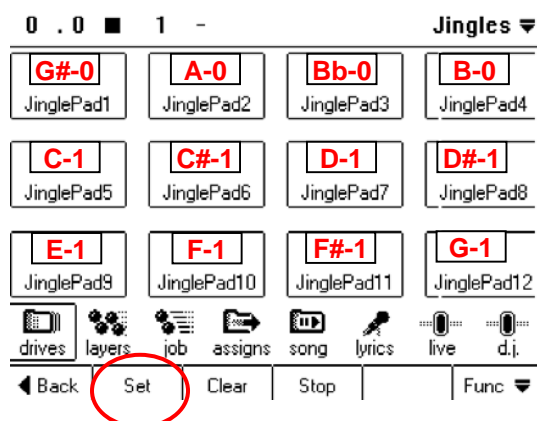 0 .0 ■ 1 - Jingles ▼
G#-0 A-0 Bb-0 B-0
JinglePad1 JinglePad2 JinglePad3 JinglePad4
C-1 C#-1 D-1 D#-1
JinglePad5 JinglePad6 JinglePad7 JinglePad8
E-1 F-1 F#-1 G-1
JinglePad9 JinglePad10 JinglePad11 JinglePad12
drives layers job assigns song lyrics live d.j.
◀ Back Set Clear Stop Func ▼